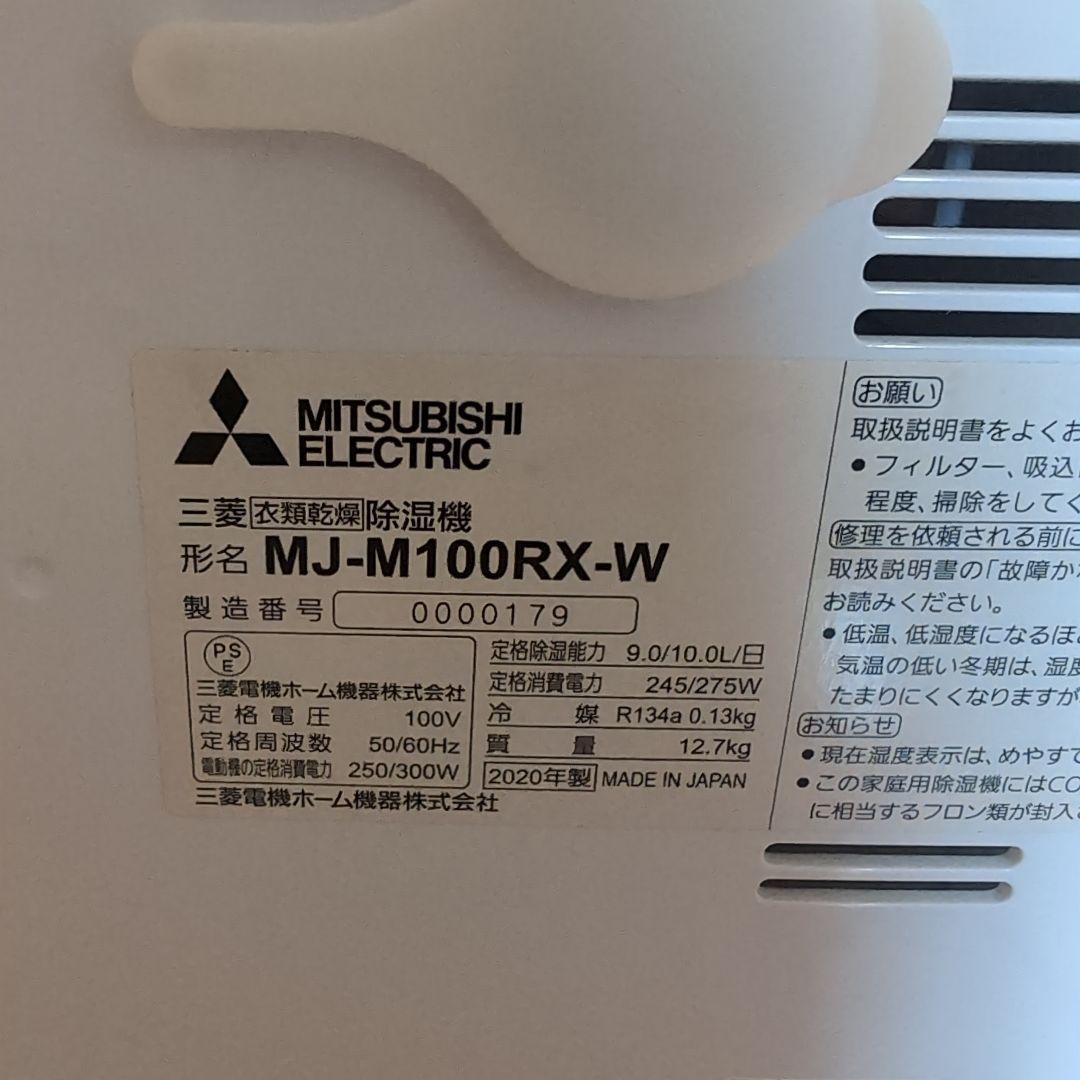 MITSUBISHI
ELECTRIC
三菱 衣類乾燥 除湿機
形名 MJ-M100RX-W
製造番号 0000179
PS
E
三菱電機ホーム機器株式会社
定格電圧 100V
定格周波数 50/60Hz
電動機の定格消費電力 250/300W
定格除湿能力 9.0/10.0L/日
定格消費電力 245/275W
冷媒 R134a 0.13kg
質量 12.7kg
2020年製 MADE IN JAPAN
三菱電機ホーム機器株式会社
お願い
取扱説明書をよくお
●フィルター、吸込
程度、掃除をしてく
修理を依頼される前に
取扱説明書の「故障か
お読みください。
●低温、低湿度になるほ
気温の低い冬期は、湿度
たまりにくくなりますが
お知らせ
●現在湿度表示は、めやすで
●この家庭用除湿機にはCO
に相当するフロン類が封入